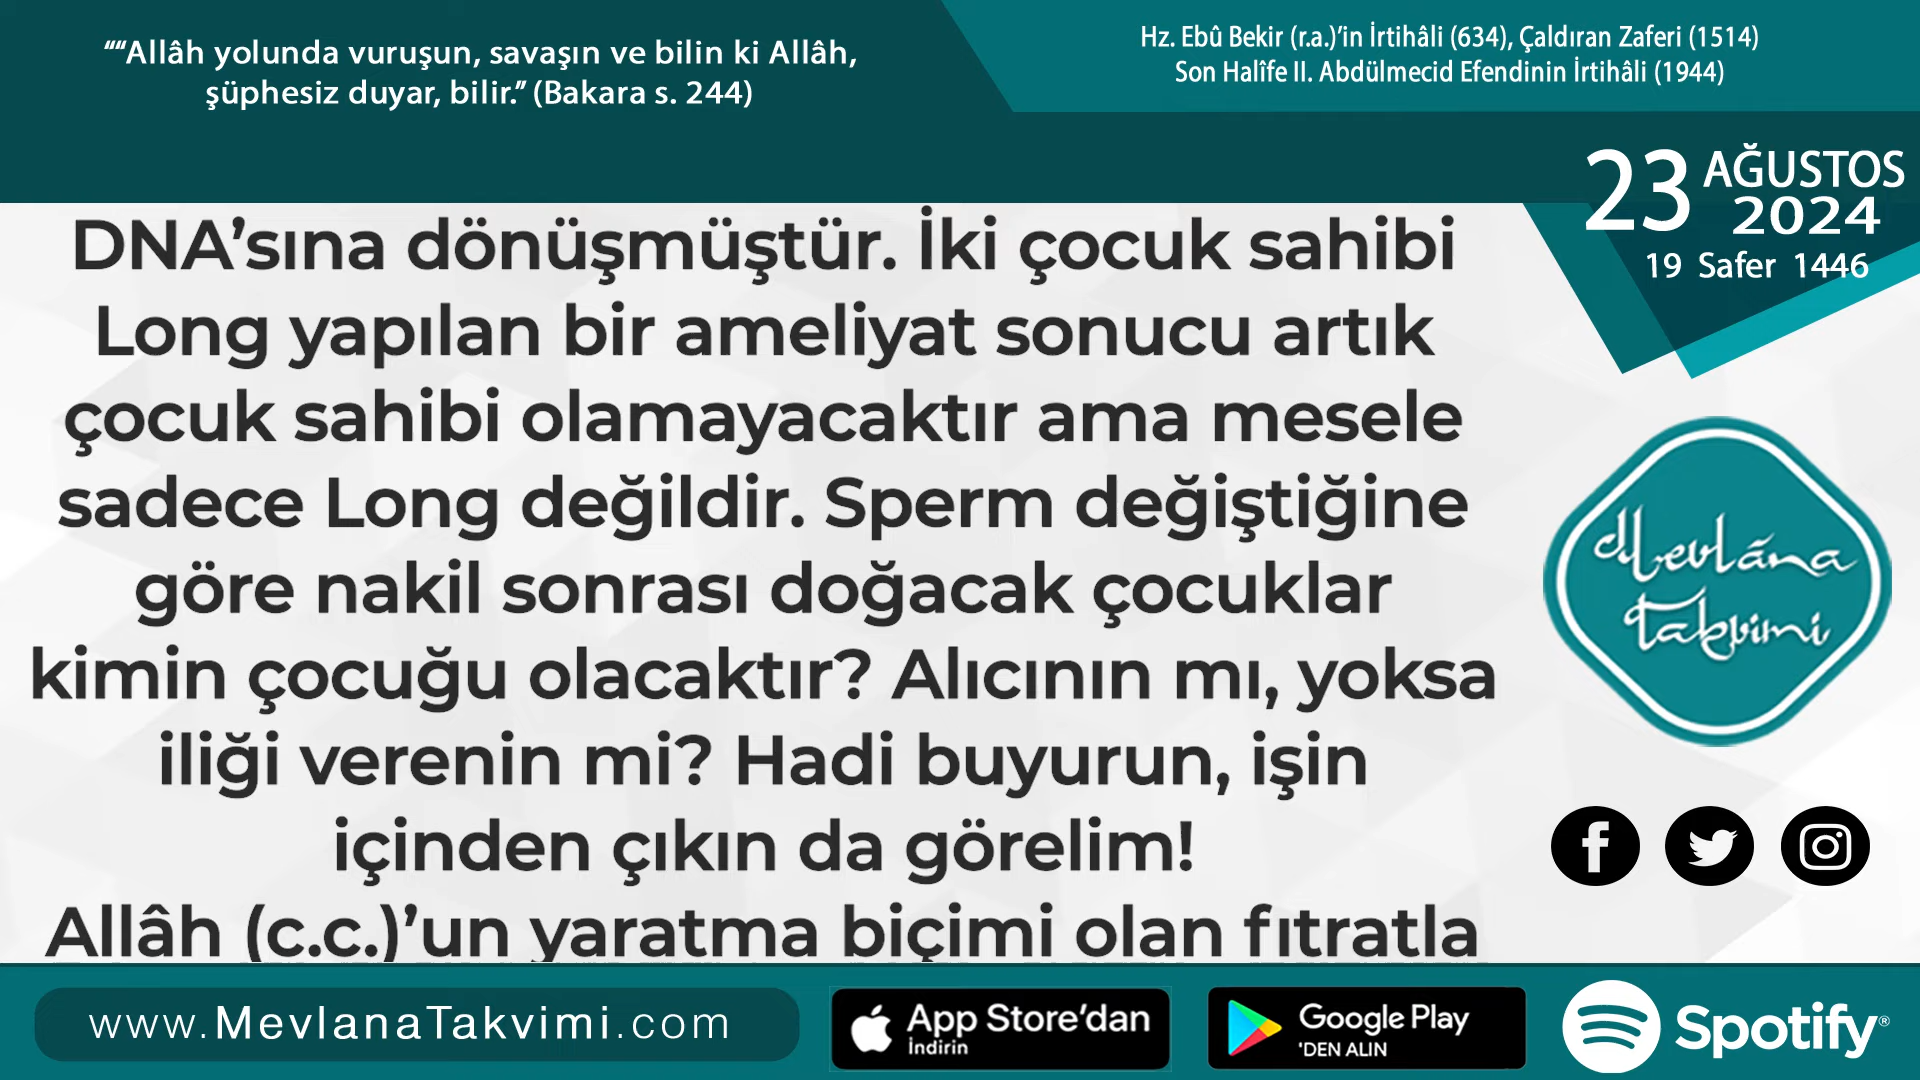 ““Allâh yolunda vuruşun, savaşın ve bilin ki Allâh,
şüphesiz duyar, bilir.” (Bakara s. 244)
Hz. Ebû Bekir (r.a.)’in İrtihâli (634), Çaldıran Zaferi (1514)
Son Halîfe II. Abdülmecid Efendinin İrtihâli (1944)
23 AĞUSTOS
2024
19 Safer 1446
DNA’sına dönüşmüştür. İki çocuk sahibi
Long yapılan bir ameliyat sonucu artık
çocuk sahibi olamayacaktır ama mesele
sadece Long değildir. Sperm değiştiğine
göre nakil sonrası doğacak çocuklar
kimin çocuğu olacaktır? Alıcının mı, yoksa
iliği verenin mi? Hadi buyurun, işin
içinden çıkın da görelim!
Allâh (c.c.)’un yaratma biçimi olan fıtratla
Mevlâna
Takvimi
www.MevlanaTakvimi.com
App Store’dan
İndirin
Google Play
'DEN ALIN
Spotify®